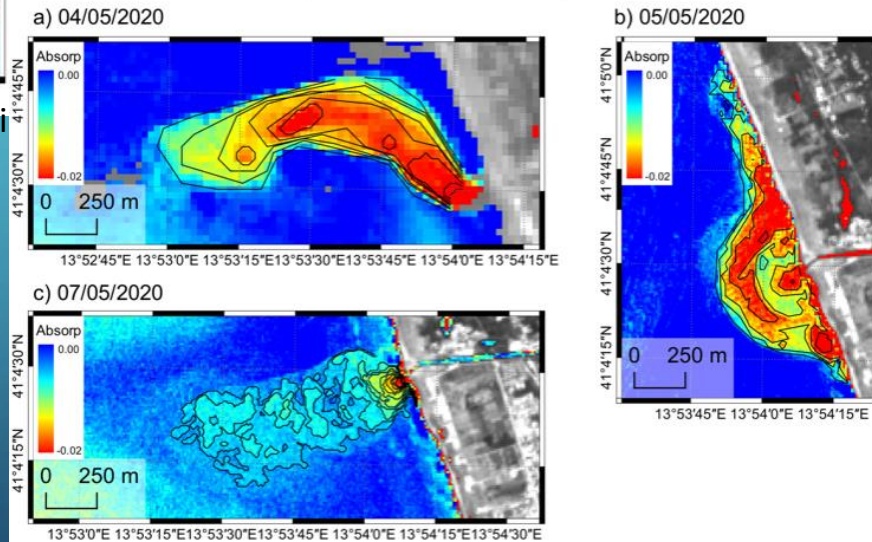 a) 04/05/2020
Absorp
0.00
-0.02
41°4'45"N
41°4'30"N
0 250 m
13°52'45"E 13°53'0"E 13°53'15"E 13°53'30"E 13°53'45"E 13°54'0"E 13°54'15"E
b) 05/05/2020
Absorp
0.00
-0.02
41°5'0"N
41°4'45"N
41°4'30"N
41°4'15"N
0 250 m
13°53'45"E 13°54'0"E 13°54'15"E
c) 07/05/2020
Absorp
0.00
-0.02
41°4'30"N
41°4'15"N
0 250 m
13°53'0"E 13°53'15"E 13°53'30"E 13°53'45"E 13°54'0"E 13°54'15"E 13°54'30"E
i